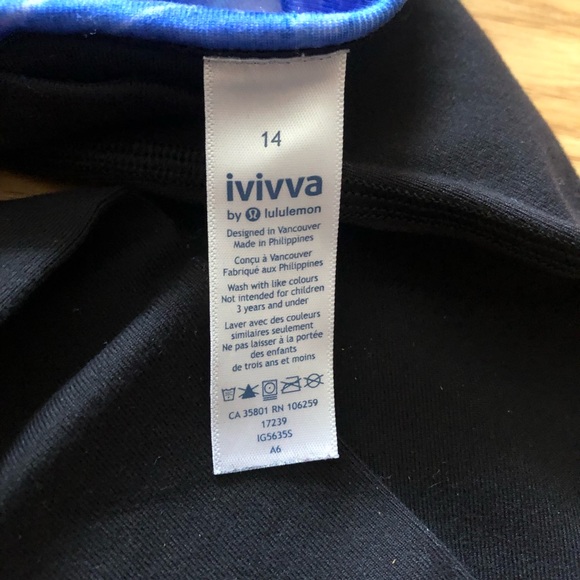 14
ivivva
by lululemon
Designed in Vancouver
Made in Philippines
Conçu à Vancouver
Fabriqué aux Philippines
Wash with like colours
Not intended for children
3 years and under
Laver avec des couleurs
similaires seulement
Ne pas laisser à la portée
des enfants
de trois ans et moins
CA 35801 RN 106259
17239
IG5635S
A6